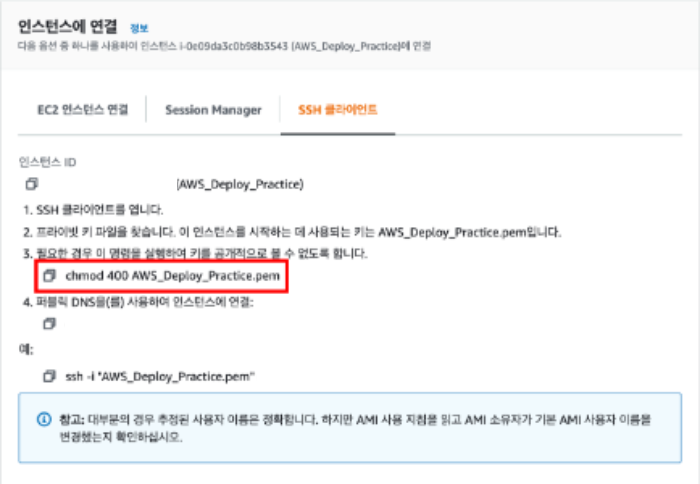 인스턴스에 연결 정보
다음 옵션 중 하나를 사용하여 인스턴스 i-0e09da3c0b98b3543 (AWS_Deploy_Practice)에 연결
EC2 인스턴스 연결 Session Manager SSH 클라이언트
인스턴스 ID
(AWS_Deploy_Practice)
1. SSH 클라이언트를 엽니다.
2. 프라이빗 키 파일을 찾습니다. 이 인스턴스를 시작하는 데 사용되는 키는 AWS_Deploy_Practice.pem입니다.
3. 필요한 경우 이 명령을 실행하여 키를 공개적으로 볼 수 없도록 합니다.
chmod 400 AWS_Deploy_Practice.pem
4. 퍼블릭 DNS을(를) 사용하여 인스턴스에 연결:
예:
ssh -i "AWS_Deploy_Practice.pem"
참고: 대부분의 경우 추정된 사용자 이름은 정확합니다. 하지만 AMI 사용 지침을 읽고 AMI 소유자가 기본 AMI 사용자 이름을
변경했는지 확인하십시오.